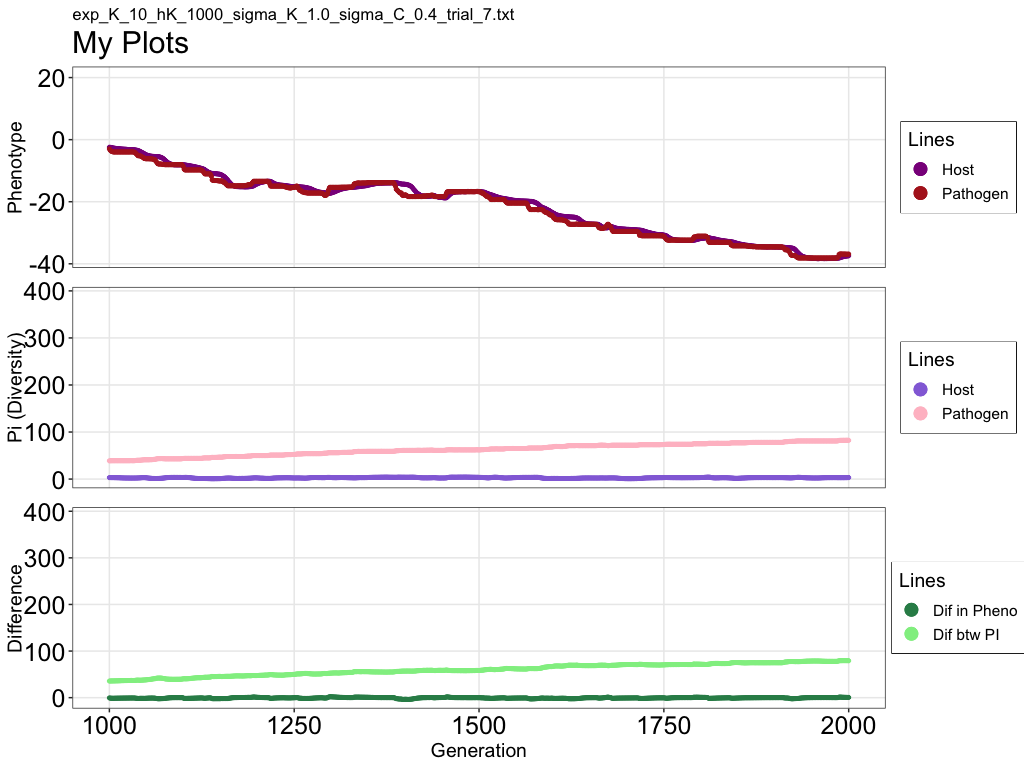 exp_K_10_hK_1000_sigma_K_1.0_sigma_C_0.4_trial_7.txt
My Plots
Phenotype
20
0
-20
-40
Lines
Host
Pathogen
Pi (Diversity)
400
300
200
100
0
Lines
Host
Pathogen
Difference
400
300
200
100
0
Lines
Dif in Pheno
Dif btw PI
1000 1250 1500 1750 2000
Generation